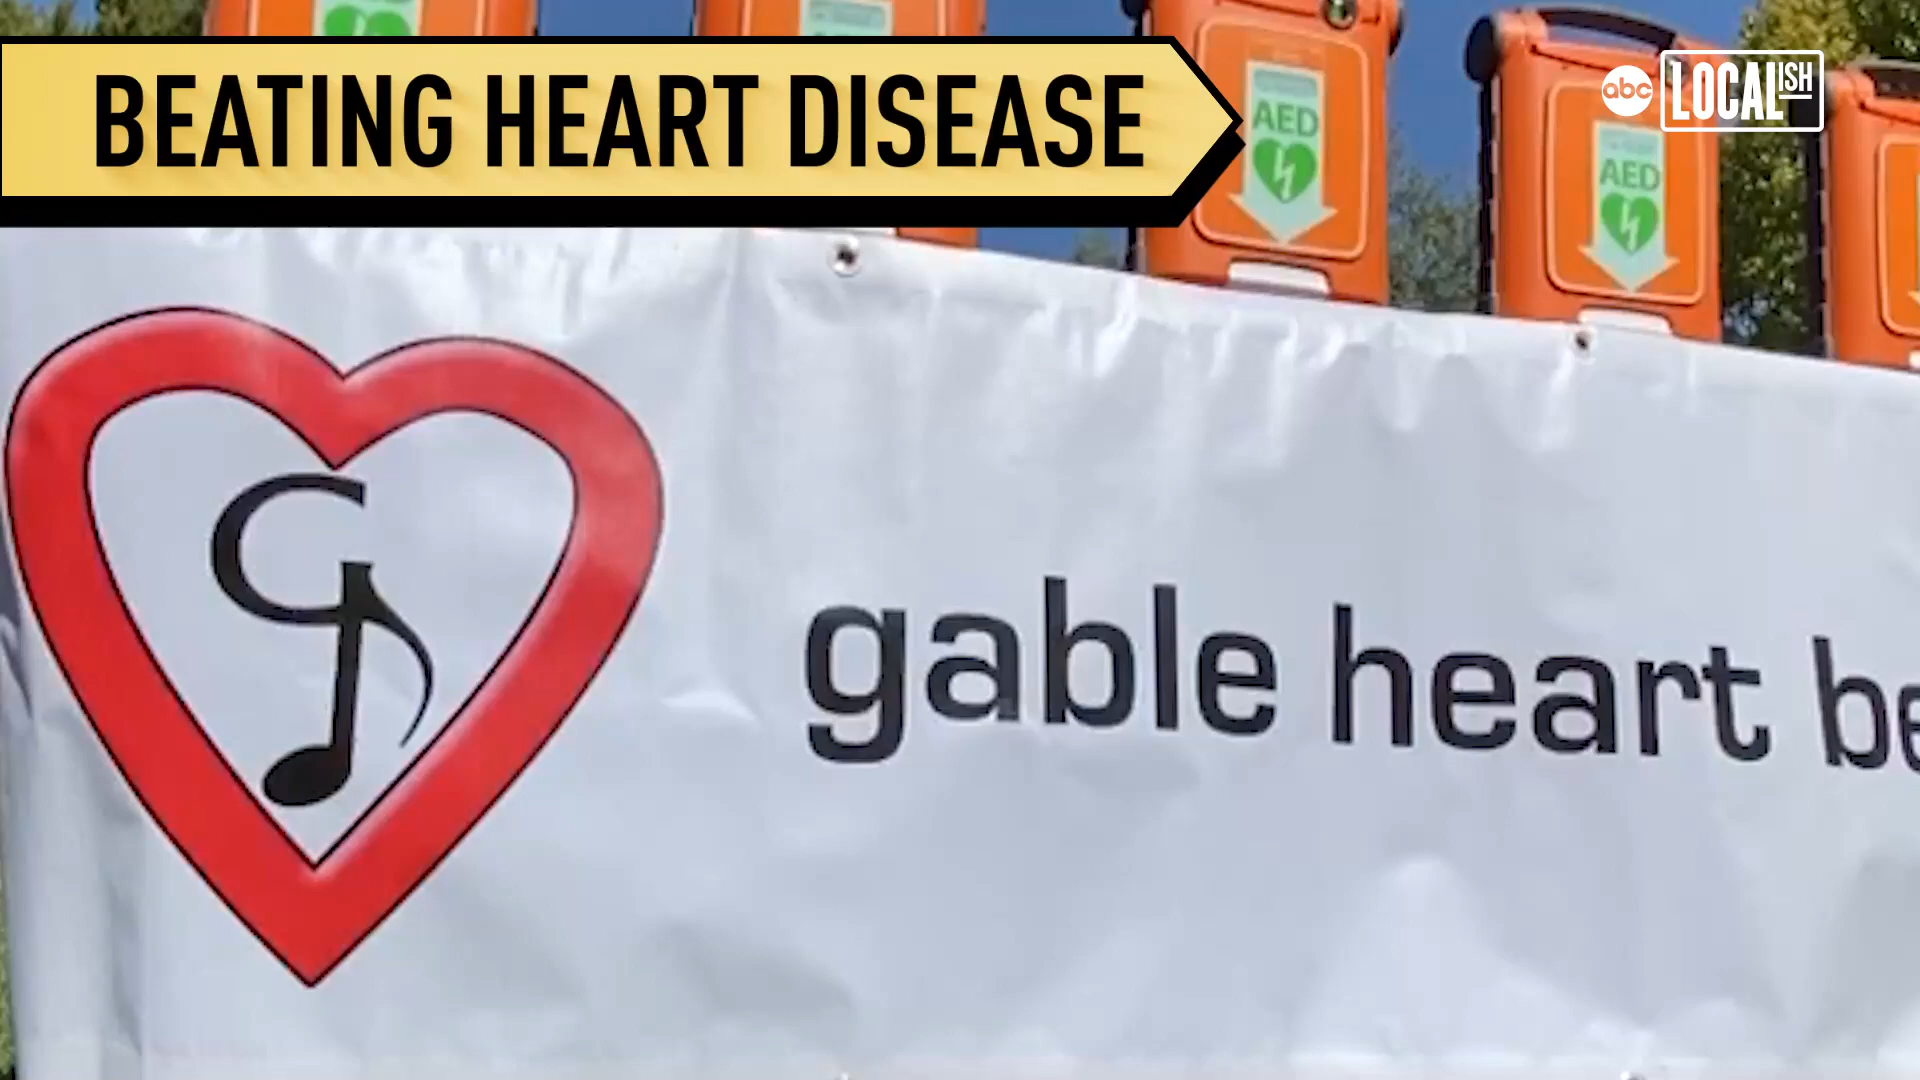 BEATING HEART DISEASE
abc LOCALISH
AED
AED
G
gable heart be